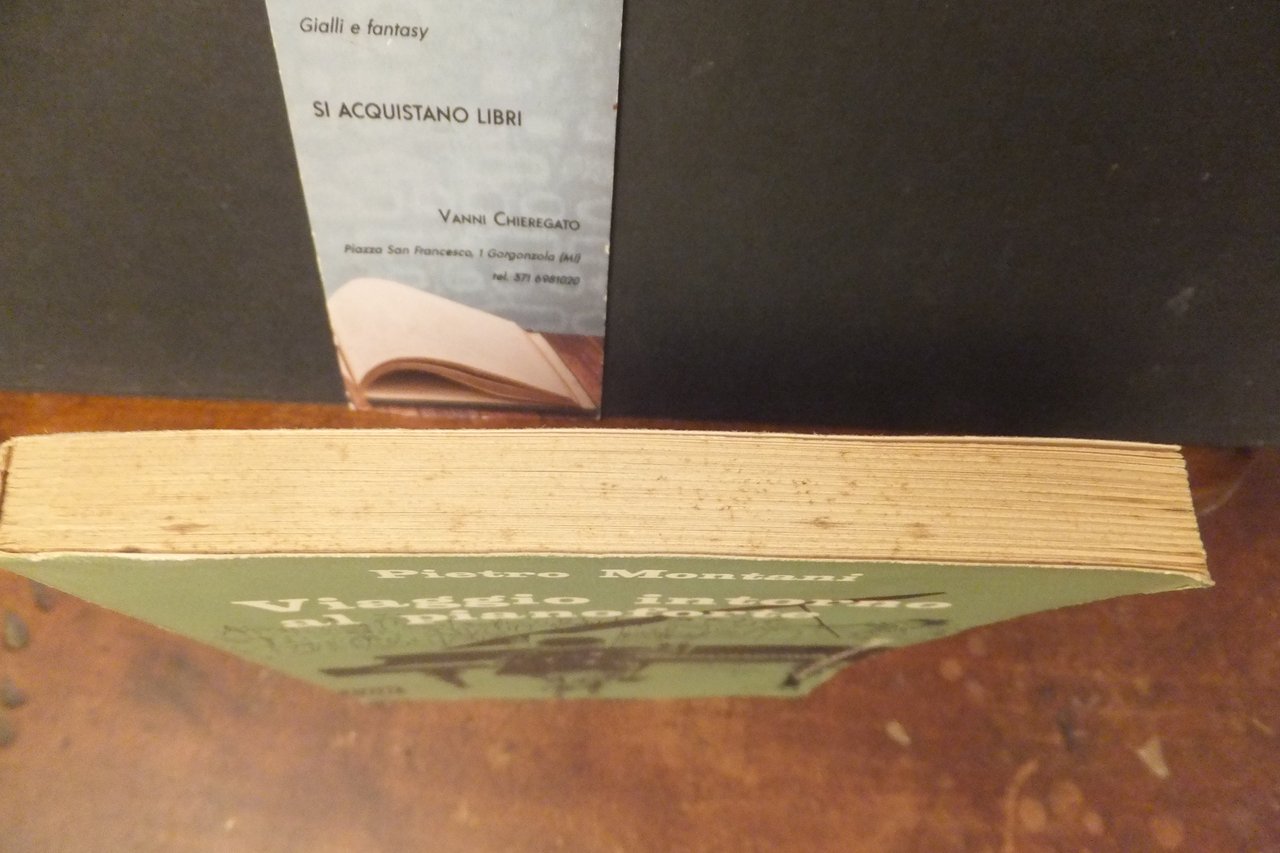 Gialli e fantasy
SI ACQUISTANO LIBRI
VANNI CHIEREGATO
Piazza San Francesco, 1 Gorgonzola (MI)
tel. 371 6981020
Pietro Montani
Viaggio intorno
al pianoforte